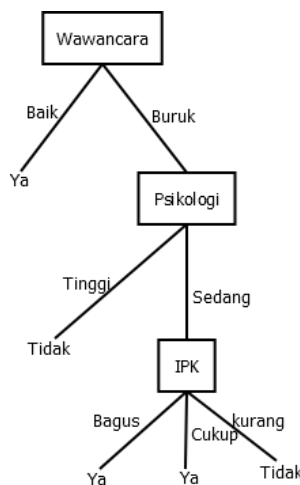 Wawancara
Baik
Buruk
Ya
Psikologi
Tinggi
Sedang
Tidak
IPK
Bagus
Cukup
kurang
Ya
Ya
Tidak